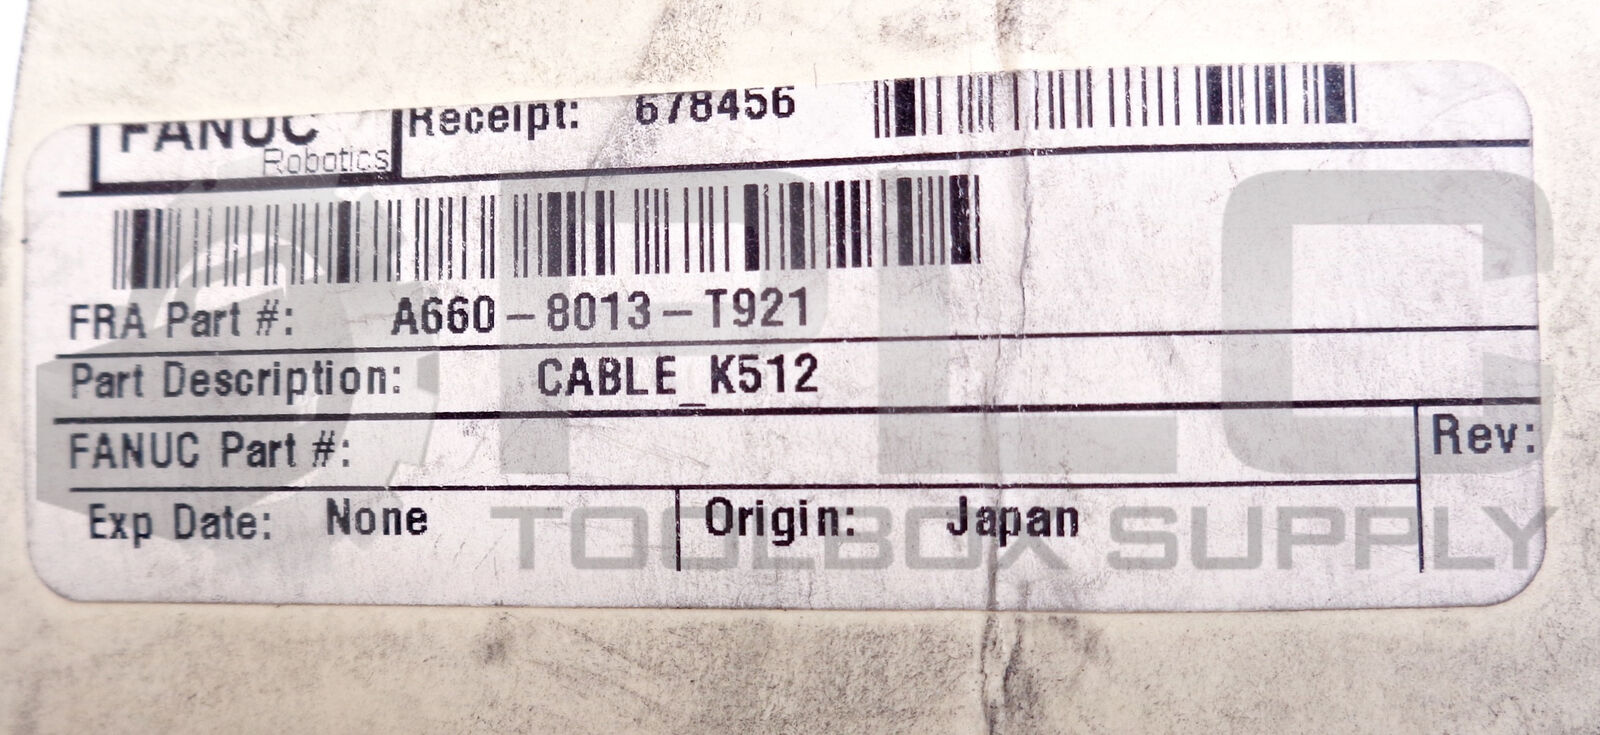 FANUC Robotics Receipt: 678456
FRA Part #: A660-8013-T921
Part Description: CABLE_K512
FANUC Part #: Rev:
Exp Date: None Origin: Japan
PLC
TOOLBOX SUPPLY